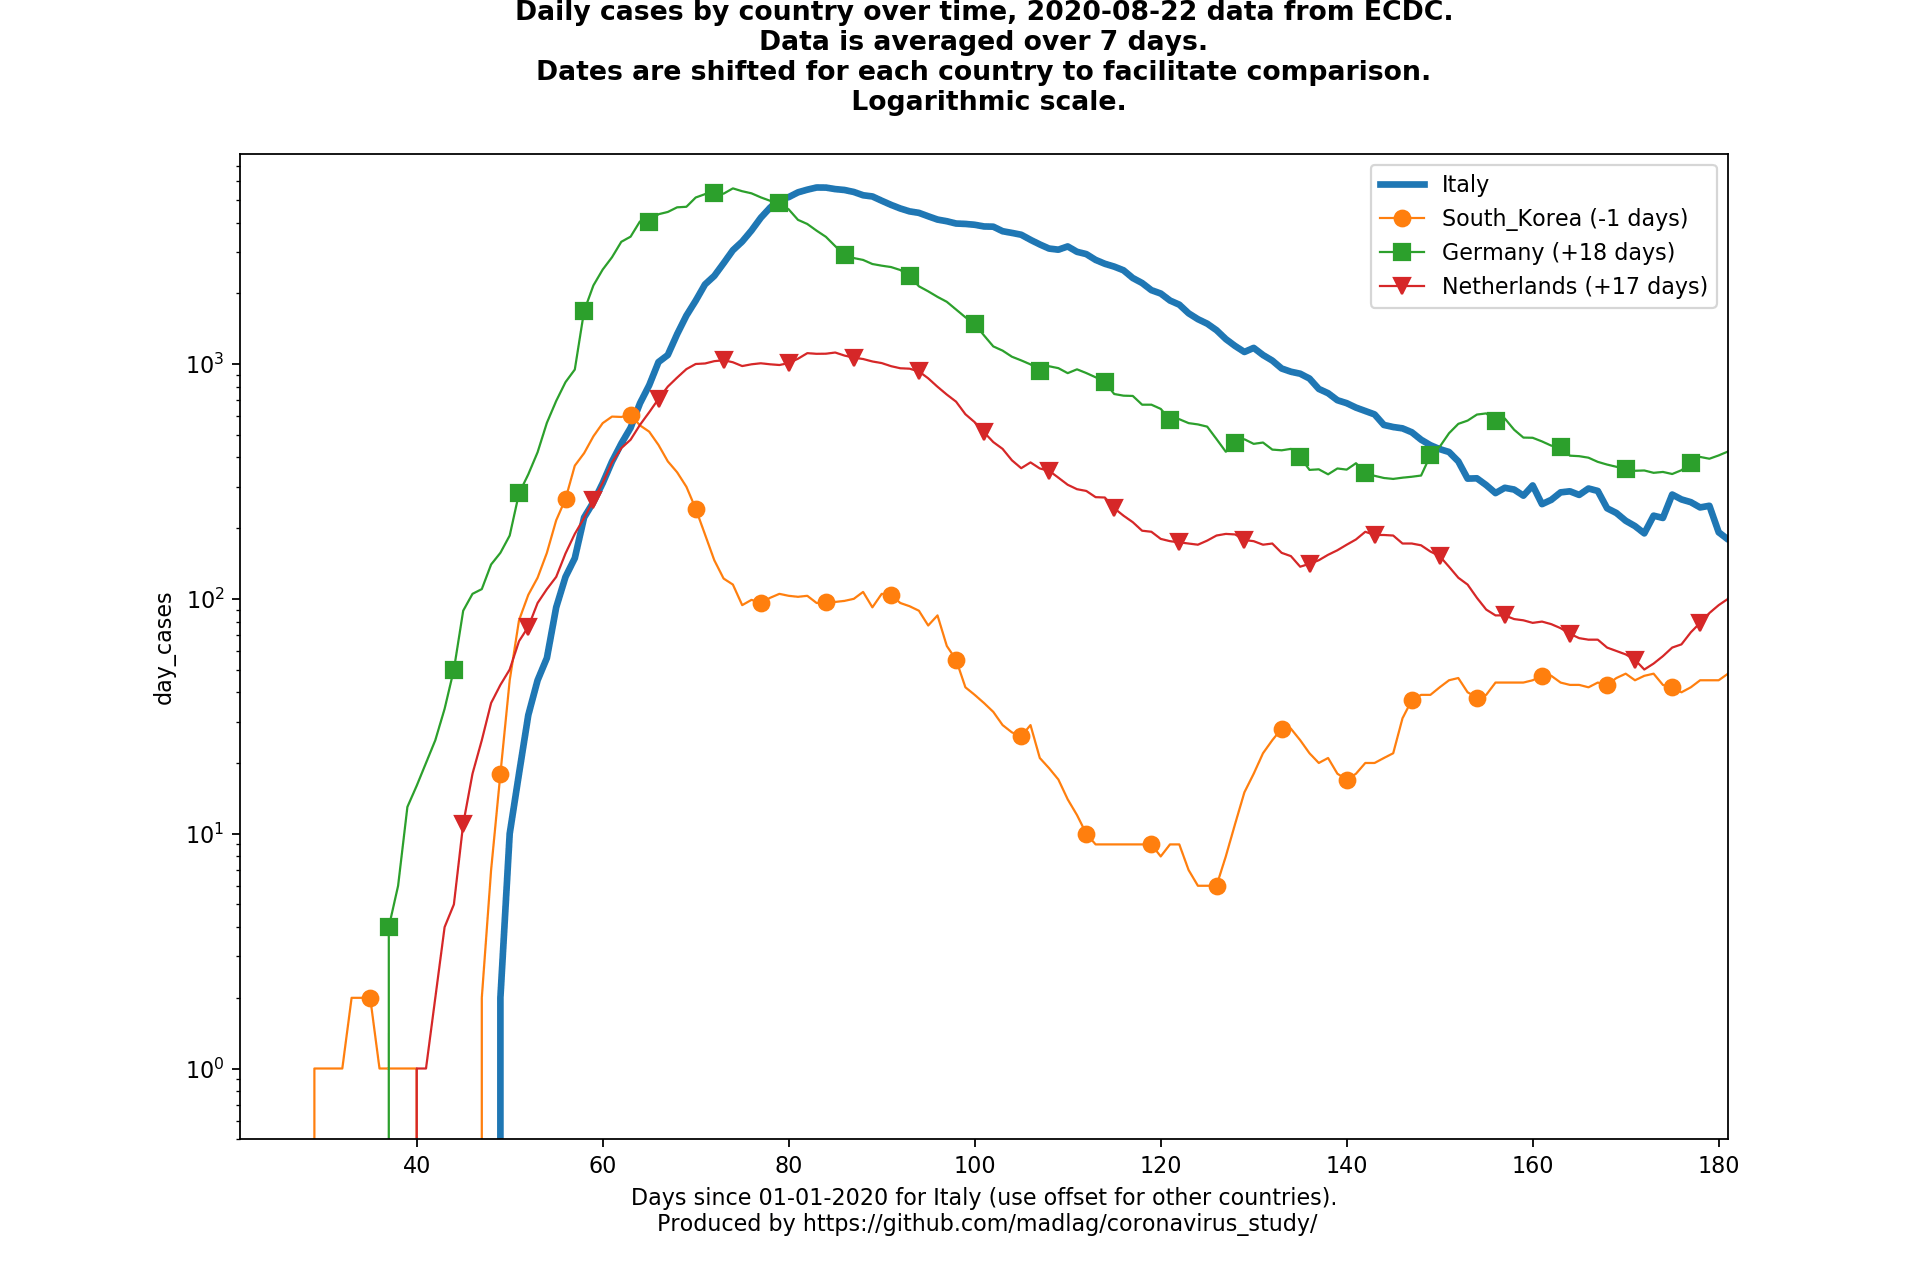 Daily cases by country over time, 2020-08-22 data from ECDC.
Data is averaged over 7 days.
Dates are shifted for each country to facilitate comparison.
Logarithmic scale.
Italy
South_Korea (-1 days)
Germany (+18 days)
Netherlands (+17 days)
day_cases
10³
10²
10¹
10⁰
40 60 80 100 120 140 160 180
Days since 01-01-2020 for Italy (use offset for other countries).
Produced by https://github.com/madlag/coronavirus_study/